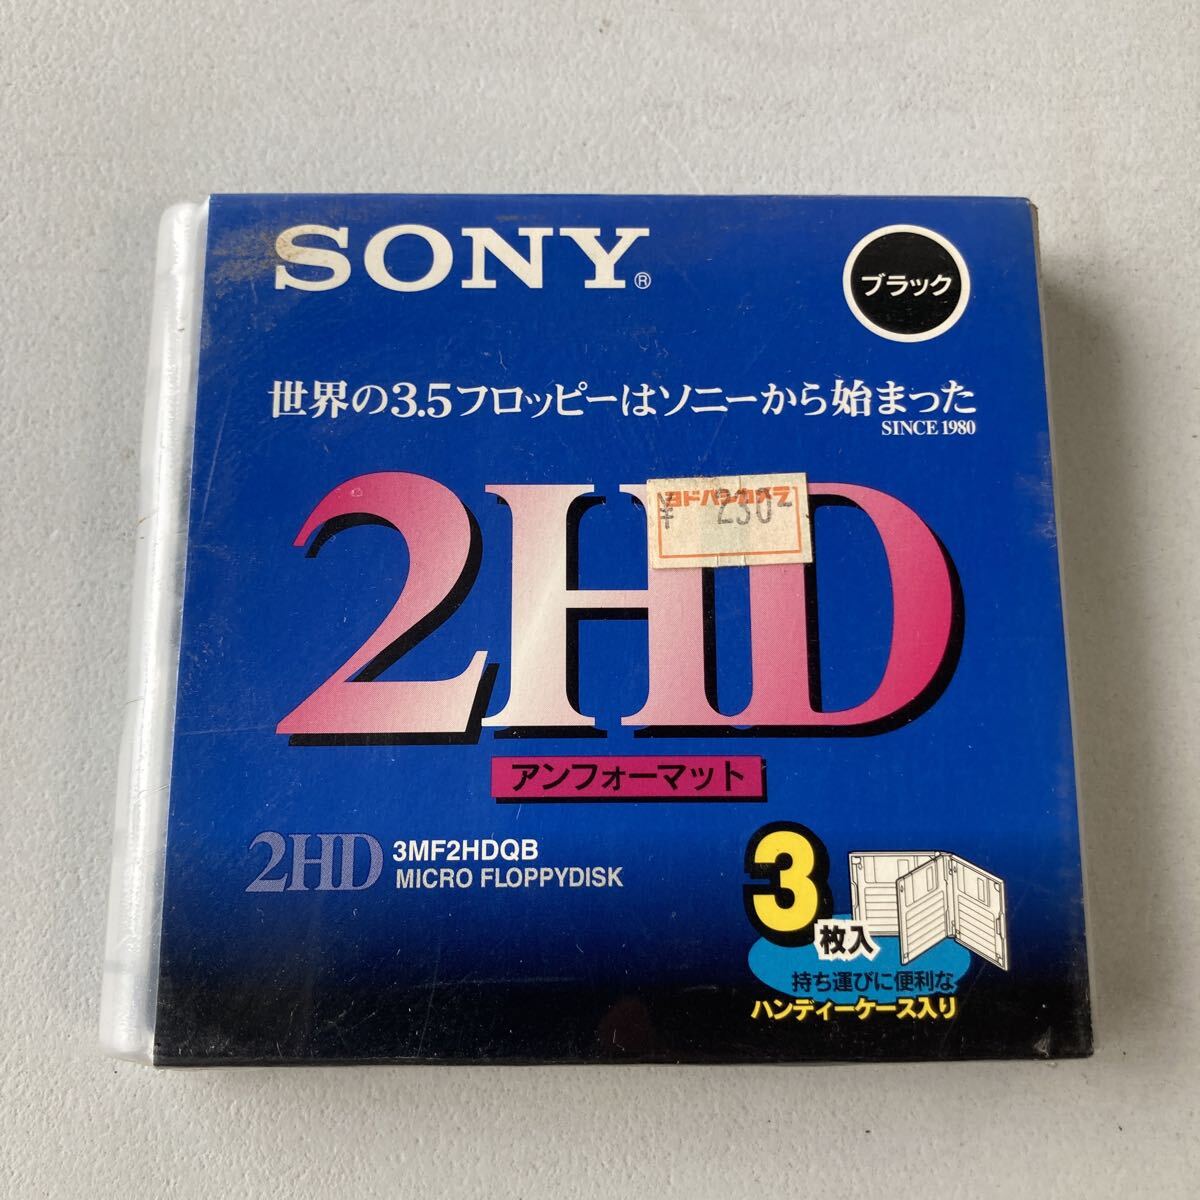 SONY®
ブラック
世界の3.5フロッピーはソニーから始まった
SINCE 1980
ヨドバシカメラ
¥ 230
2HD
アンフォーマット
2HD
3MF2HDQB
MICRO FLOPPYDISK
3枚入
持ち運びに便利な
ハンディーケース入り